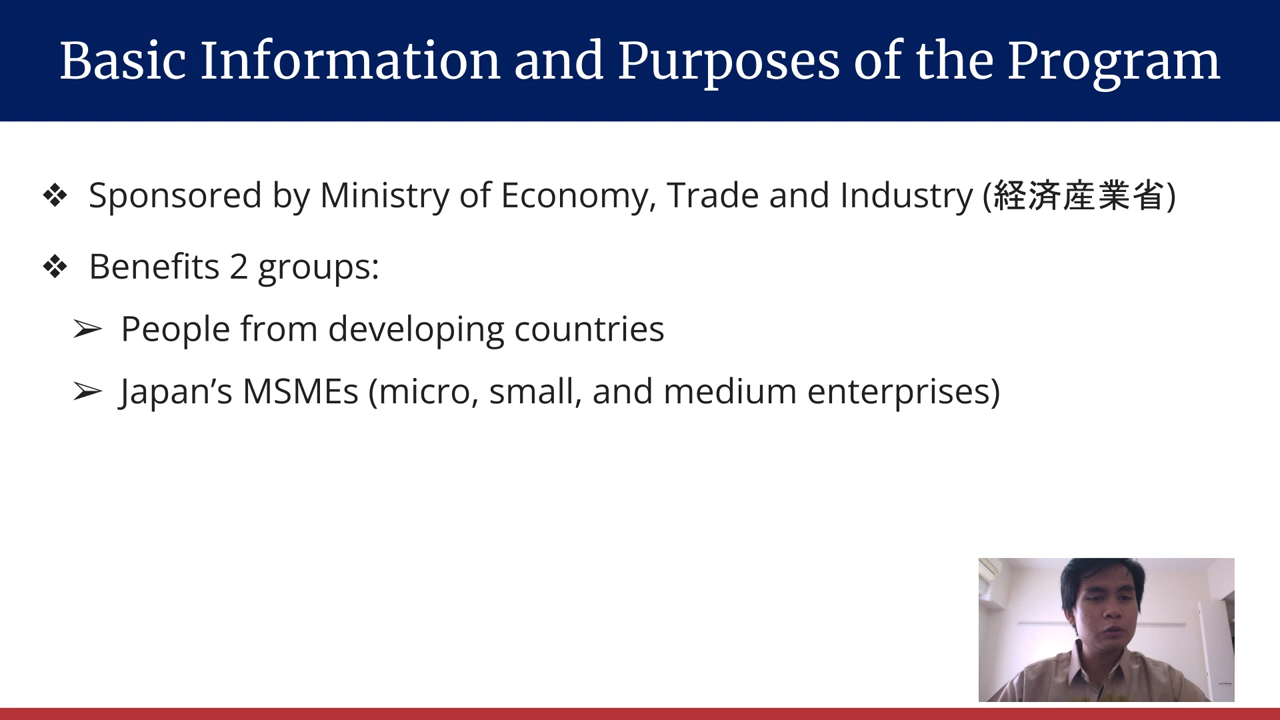 Basic Information and Purposes of the Program
❖ Sponsored by Ministry of Economy, Trade and Industry (経済産業省)
❖ Benefits 2 groups:
➢ People from developing countries
➢ Japan’s MSMEs (micro, small, and medium enterprises)